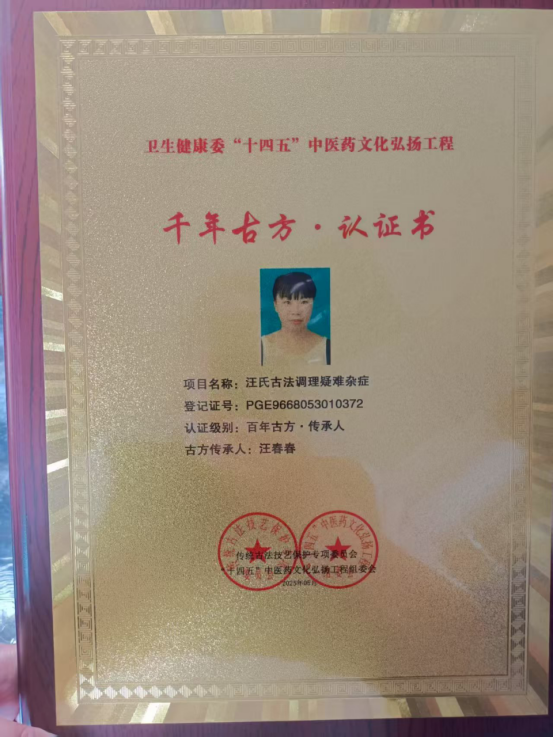 卫生健康委“十四五”中医药文化弘扬工程
千年古方·认证书
项目名称：汪氏古法调理疑难杂症
登记证号：PGE9668053010372
认证级别：百年古方·传承人
古方传承人：汪春春
传统古法技艺保护专项委员会
“十四五”中医药文化弘扬工程组委会